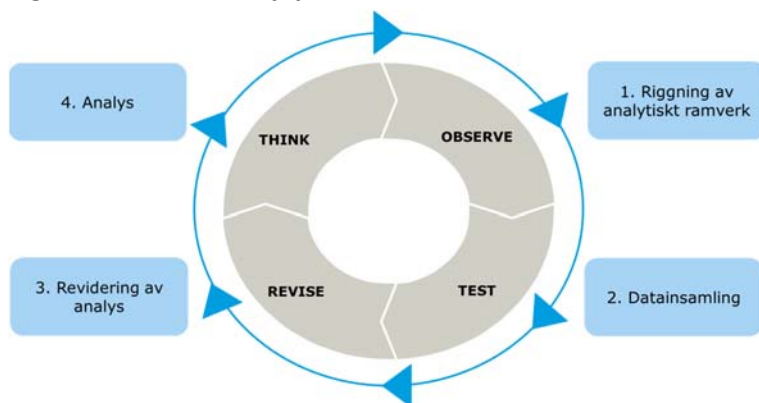 4. Analys
1. Riggning av
analytiskt ramverk
THINK
OBSERVE
REVISE
TEST
3. Revidering av
analys
2. Datainsamling